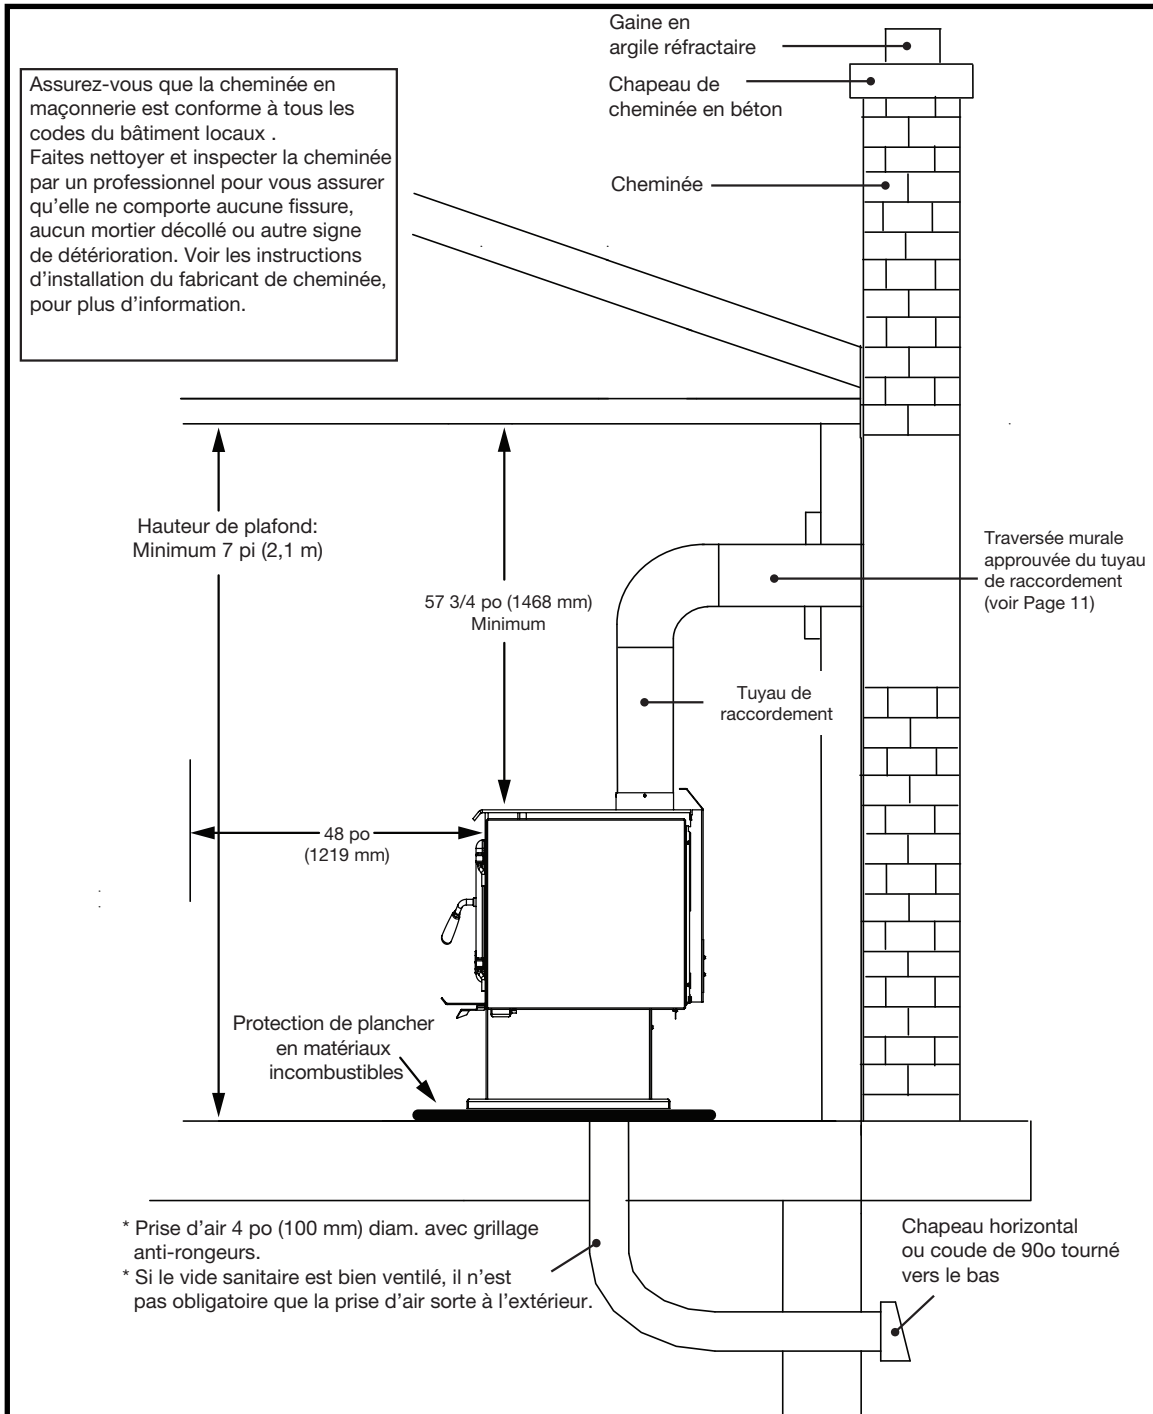 Gaine en
argile réfractaire
Chapeau de
cheminée en béton
Assurez-vous que la cheminée en
maçonnerie est conforme à tous les
codes du bâtiment locaux .
Faites nettoyer et inspecter la cheminée
par un professionnel pour vous assurer
qu'elle ne comporte aucune fissure,
aucun mortier décollé ou autre signe
de détérioration. Voir les instructions
d'installation du fabricant de cheminée,
pour plus d'information.
Cheminée
Hauteur de plafond:
Minimum 7 pi (2,1 m)
57 3/4 po (1468 mm)
Minimum
Traversée murale
approuvée du tuyau
de raccordement
(voir Page 11)
Tuyau de
raccordement
48 po
(1219 mm)
Protection de plancher
en matériaux
incombustibles
* Prise d'air 4 po (100 mm) diam. avec grillage
anti-rongeurs.
* Si le vide sanitaire est bien ventilé, il n'est
pas obligatoire que la prise d'air sorte à l'extérieur.
Chapeau horizontal
ou coude de 90o tourné
vers le bas